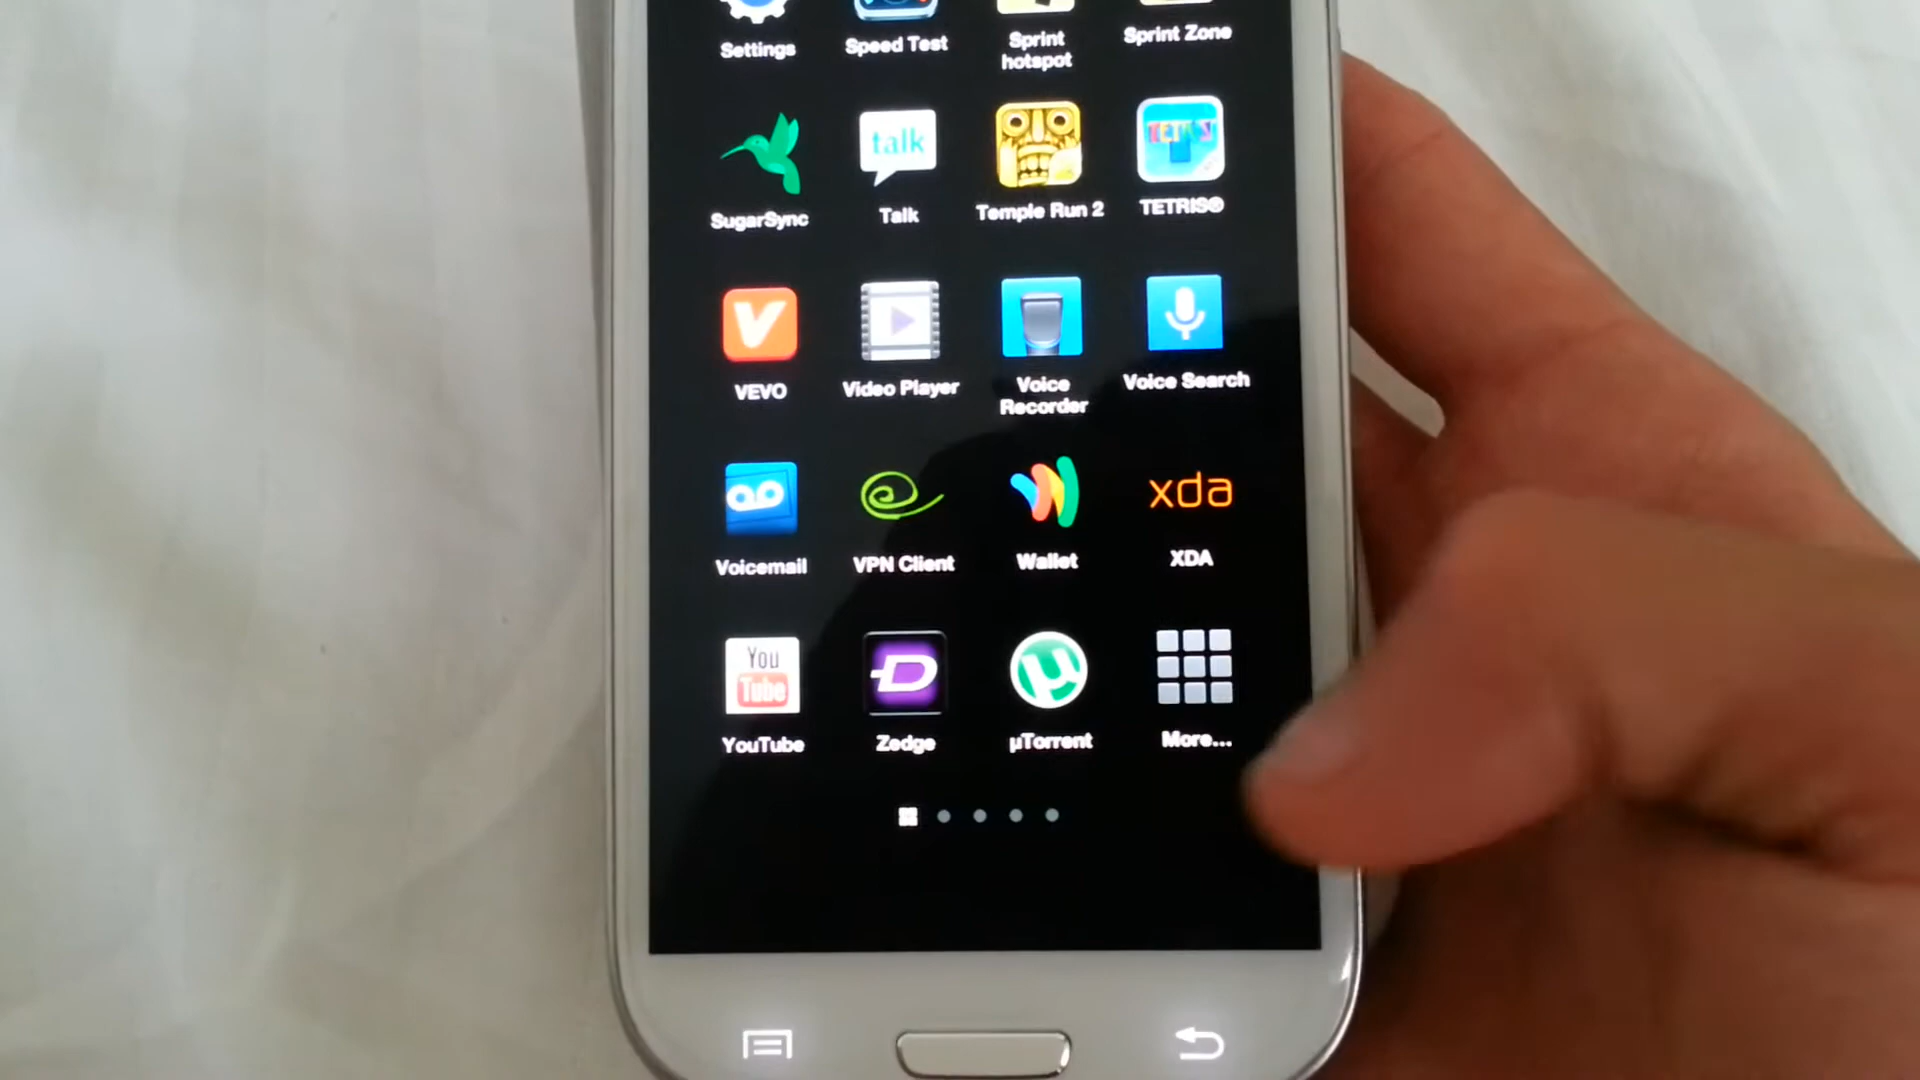 Settings
Speed Test
Sprint
hotspot
Sprint Zone
talk
TETRIS
SugarSync
Talk
Temple Run 2
TETRIS®
V
VEVO
Video Player
Voice
Recorder
Voice Search
xda
Voicemail
VPN Client
Wallet
XDA
You
Tube
D
µ
YouTube
Zedge
µTorrent
More...